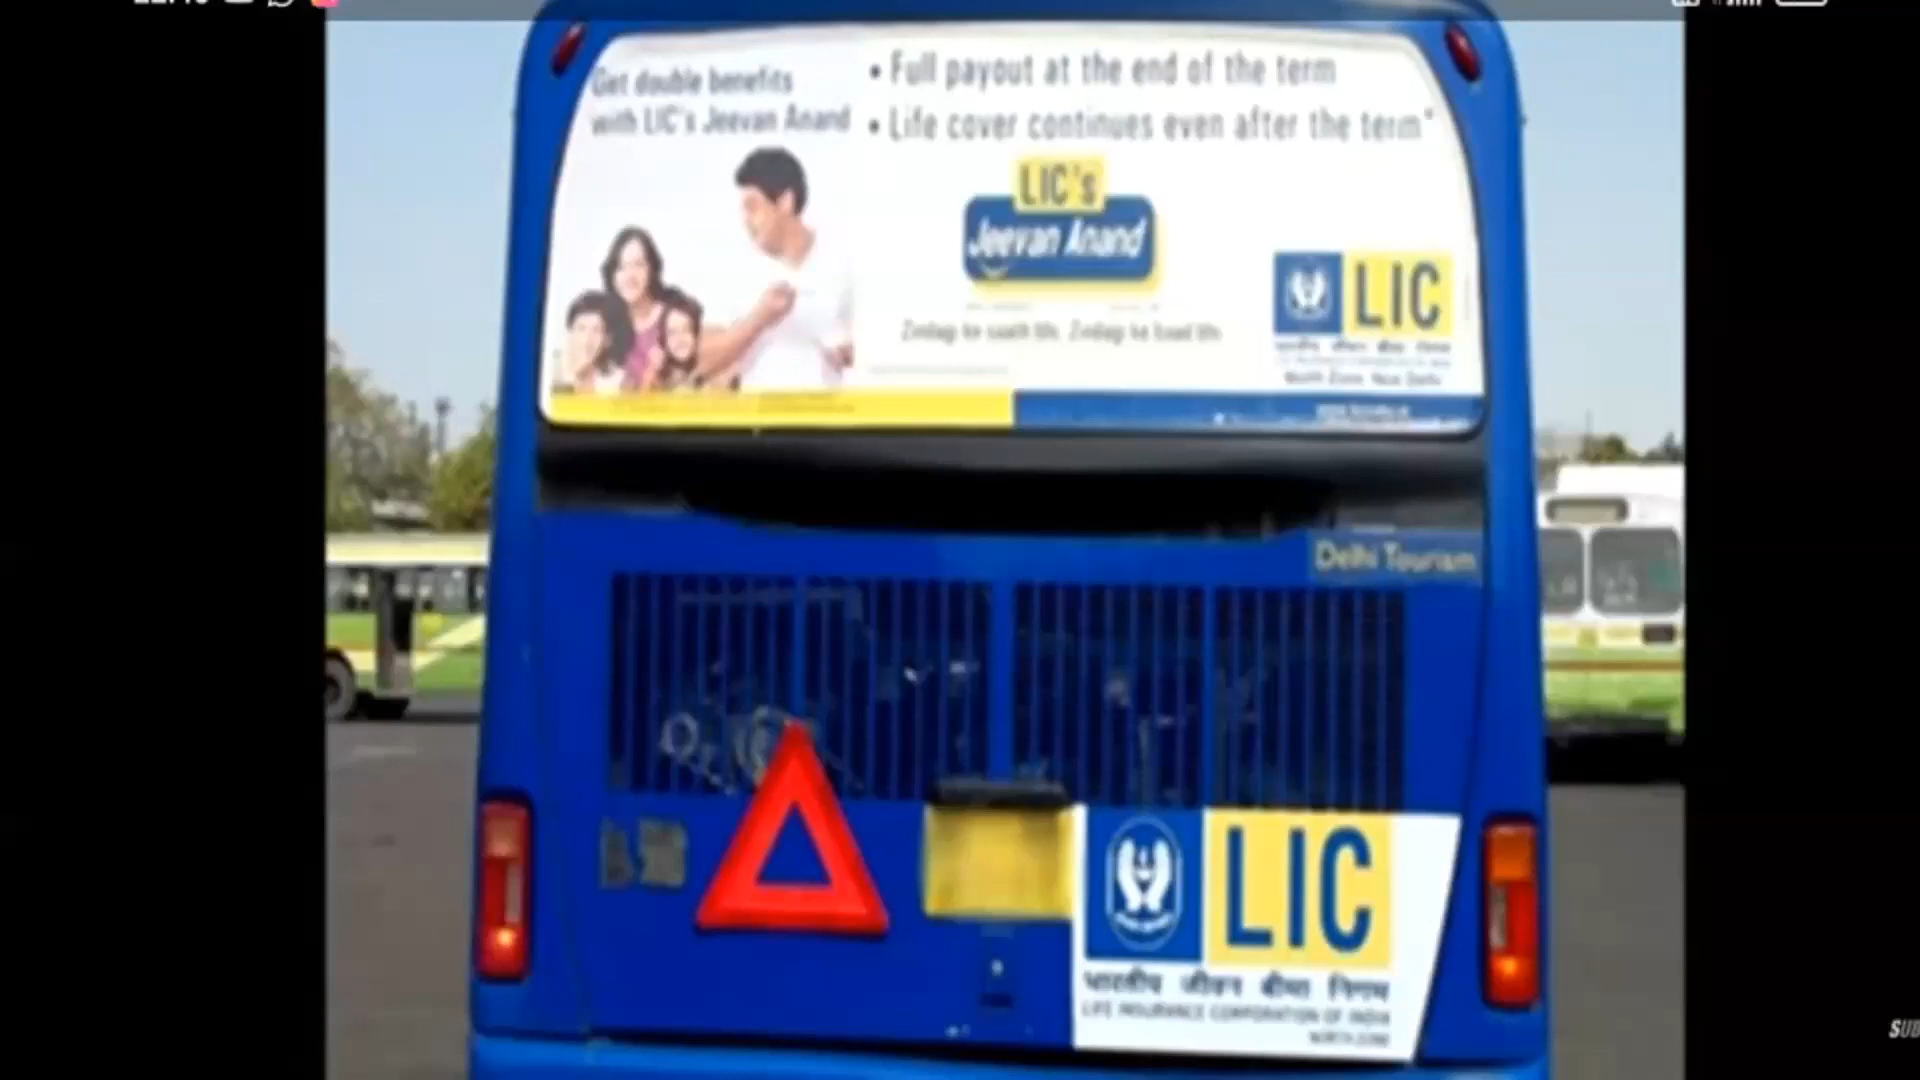 Get double benefits
with LIC's Jeevan Anand
• Full payout at the end of the term
• Life cover continues even after the term*
LIC's
Jeevan Anand
LIC
Zindagi ke saath bhi, Zindagi ke baad bhi.
North Zone, New Delhi
Delhi Tourism
LIC
भारतीय जीवन बीमा निगम
LIFE INSURANCE CORPORATION OF INDIA
NORTH ZONE